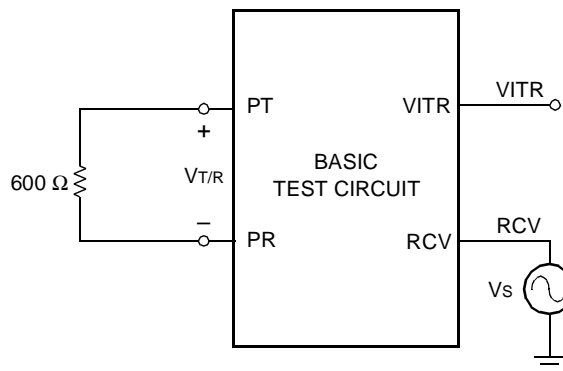 PT
VITR
VITR
+
600 Ω
VT/R
BASIC
TEST CIRCUIT
−
PR
RCV
RCV
VS